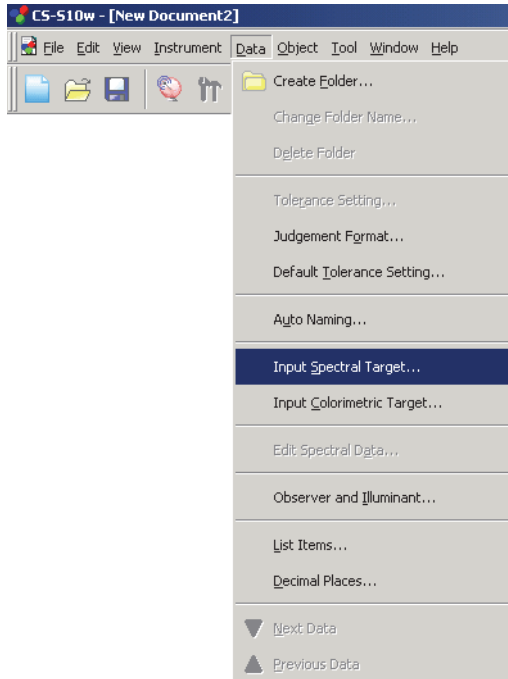 CS-S10w - [New Document2]
File Edit View Instrument Data Object Tool Window Help
Create Folder...
Change Folder Name...
Delete Folder
Tolerance Setting...
Judgement Format...
Default Tolerance Setting...
Auto Naming...
Input Spectral Target...
Input Colorimetric Target...
Edit Spectral Data...
Observer and Illuminant...
List Items...
Decimal Places...
Next Data
Previous Data